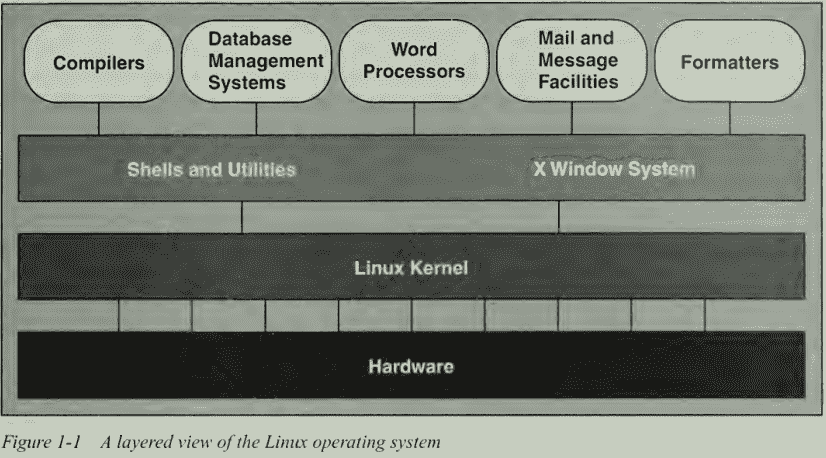 Compilers
Database
Management
Systems
Word
Processors
Mail and
Message
Facilities
Formatters
Shells and Utilities
X Window System
Linux Kernel
Hardware
Figure 1-1 A layered view of the Linux operating system